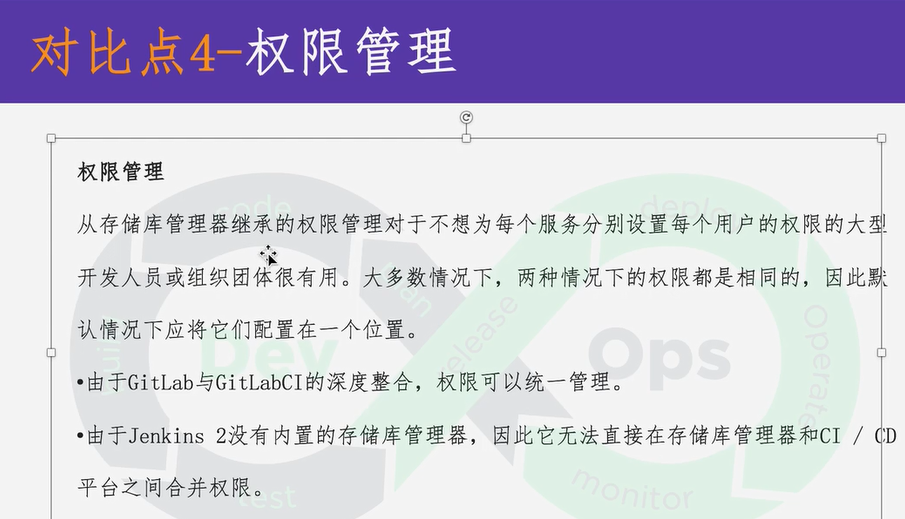 对比点4-权限管理
权限管理
从存储库管理器继承的权限管理对于不想为每个服务分别设置每个用户的权限的大型
开发人员或组织团体很有用。大多数情况下，两种情况下的权限都是相同的，因此默
认情况下应将它们配置在一个位置。
•由于GitLab与GitLabCI的深度整合，权限可以统一管理。
•由于Jenkins 2没有内置的存储库管理器，因此它无法直接在存储库管理器和CI / CD
平台之间合并权限。
code
deploy
plan
release
build
Dev
Ops
Operate
test
monitor